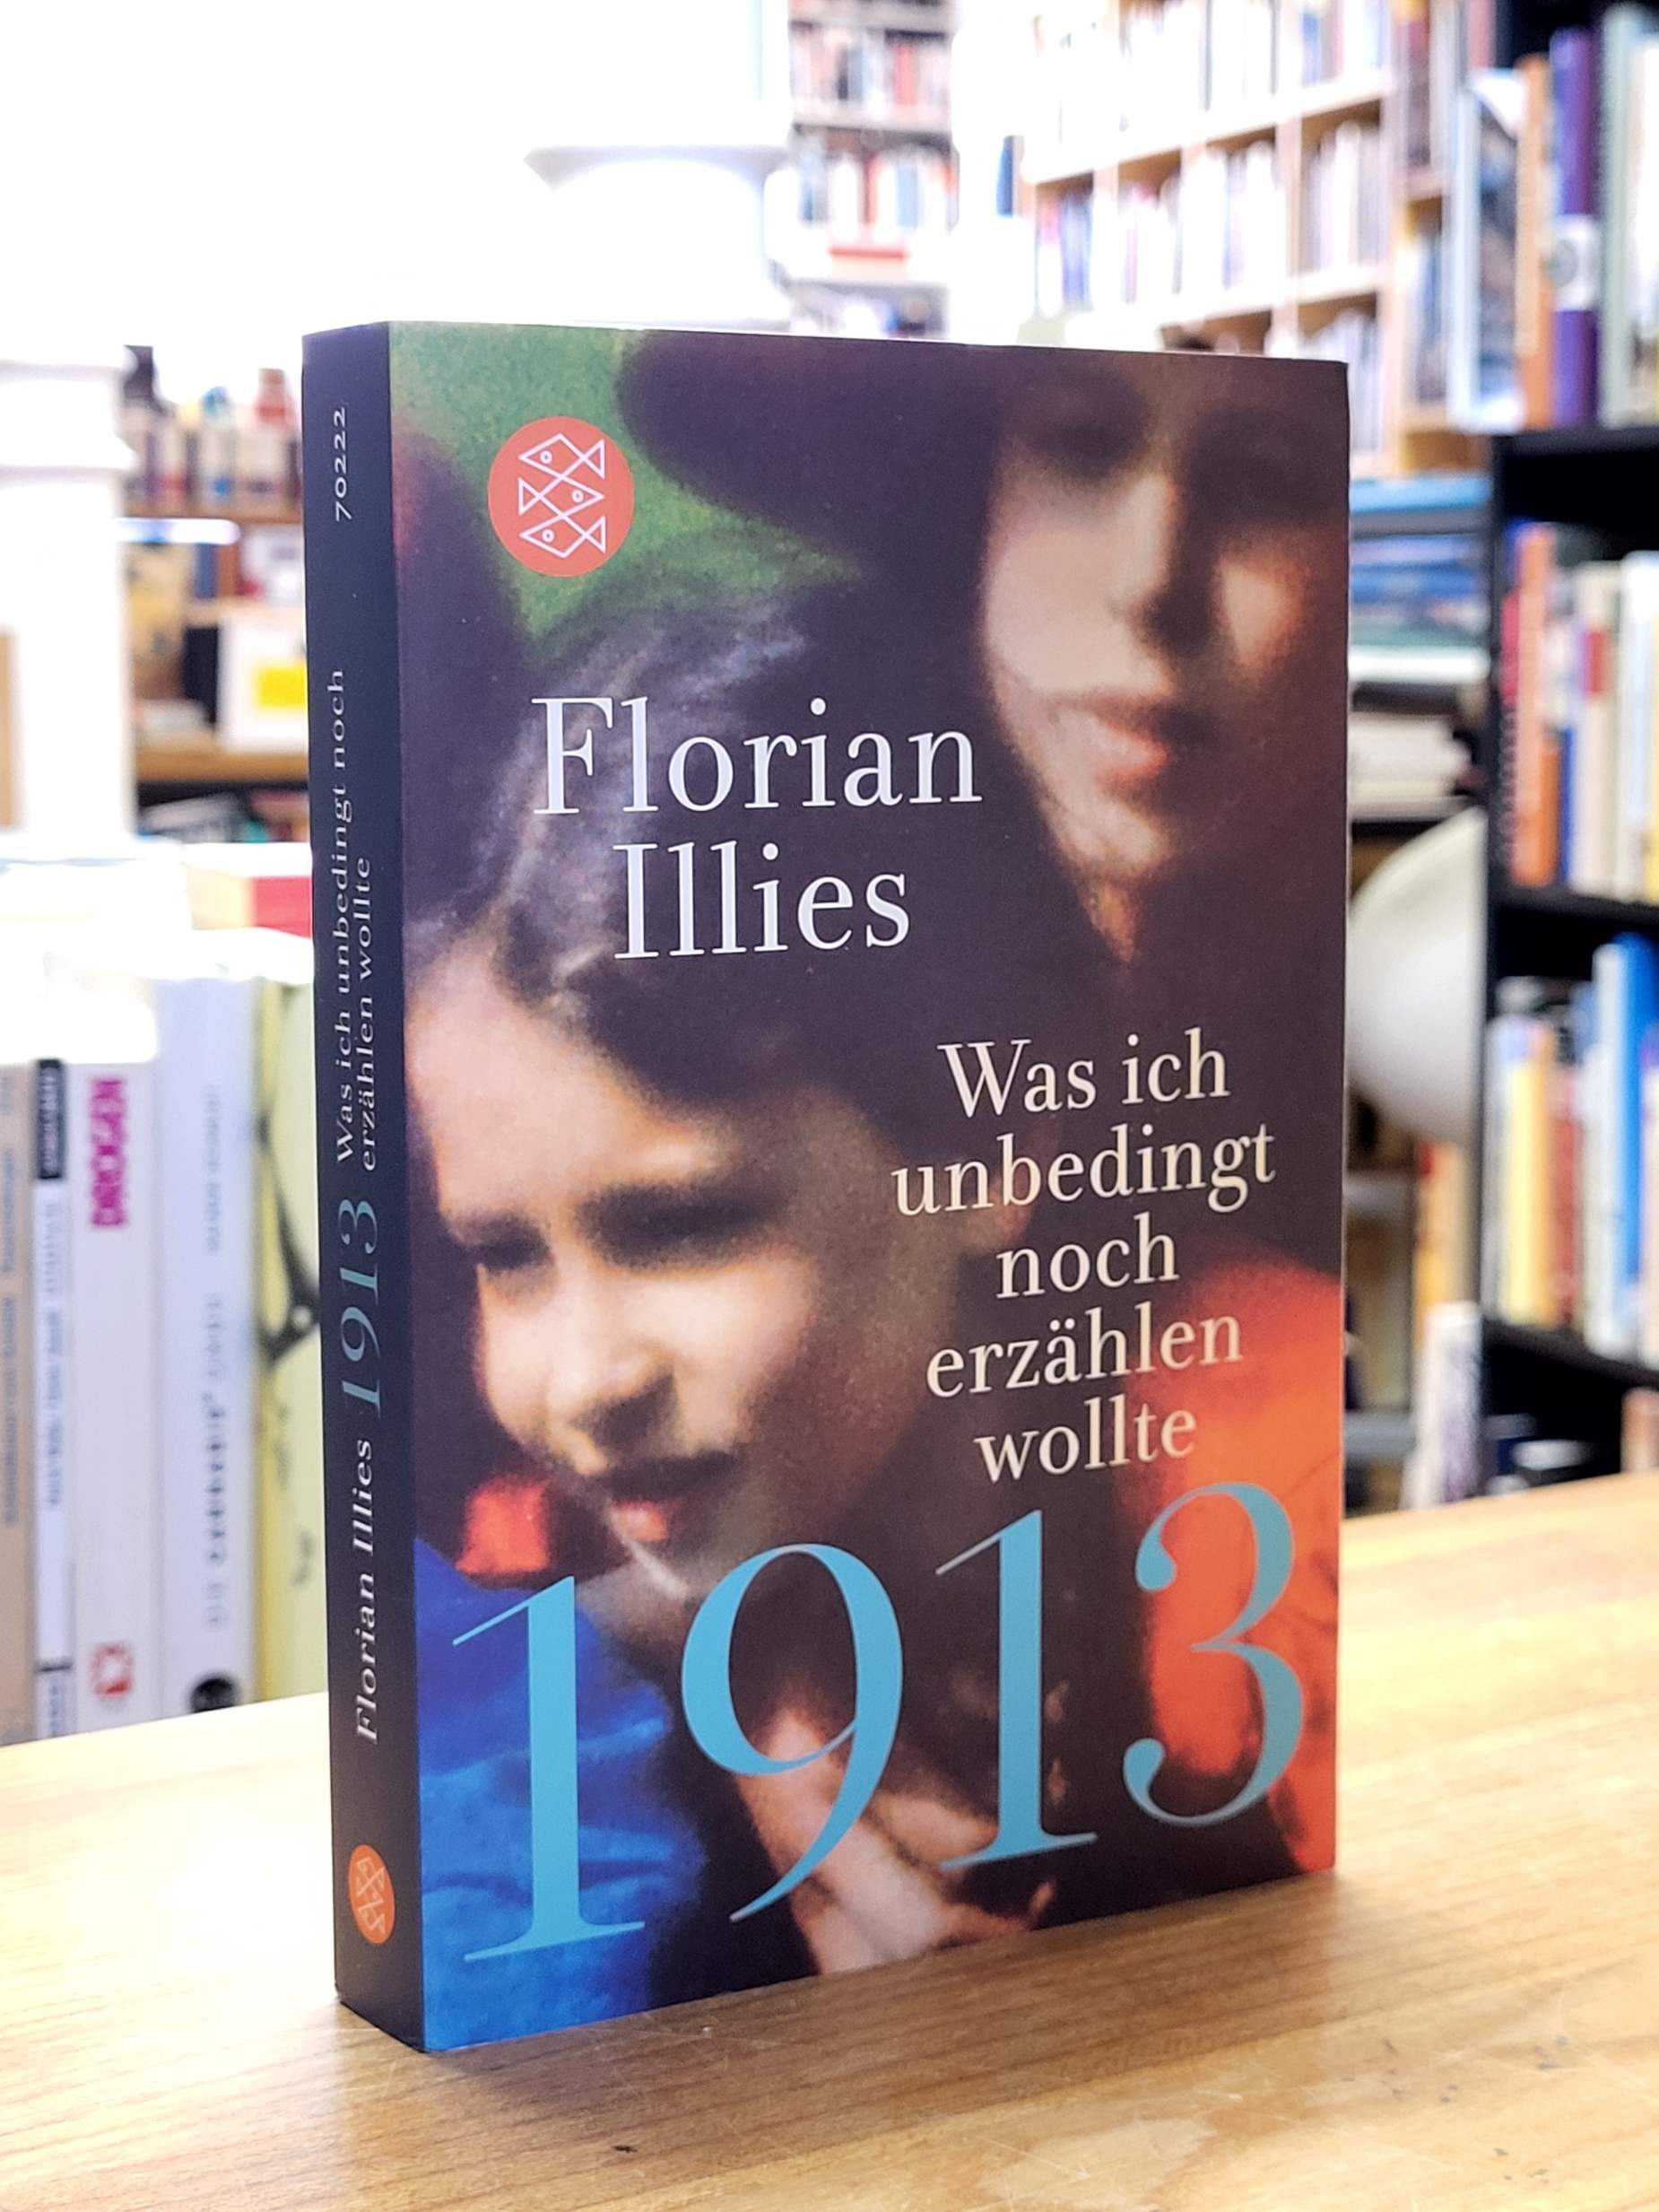 Florian
Illies
Was ich
unbedingt
noch
erzählen
wollte
1913
Florian Illies 1913 Was ich unbedingt noch
erzählen wollte
70222
DROGEN